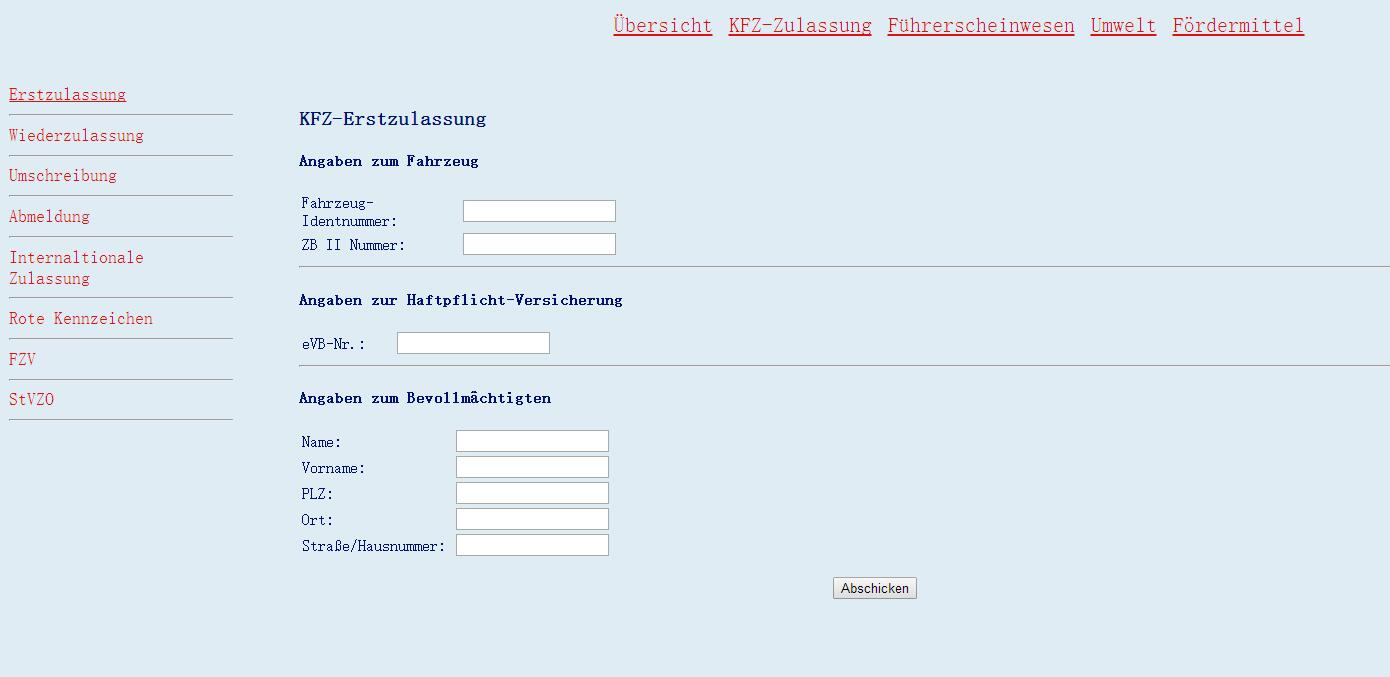 Übersicht KFZ-Zulassung Führerscheinwesen Umwelt Fördermittel
Erstzulassung
Wiederzulassung
Umschreibung
Abmeldung
Internaltionale
Zulassung
Rote Kennzeichen
FZV
StVZO
KFZ-Erstzulassung
Angaben zum Fahrzeug
Fahrzeug-
Identnummer:
ZB II Nummer:
Angaben zur Haftpflicht-Versicherung
eVB-Nr.:
Angaben zum Bevollmächtigten
Name:
Vorname:
PLZ:
Ort:
Straße/Hausnummer:
Abschicken